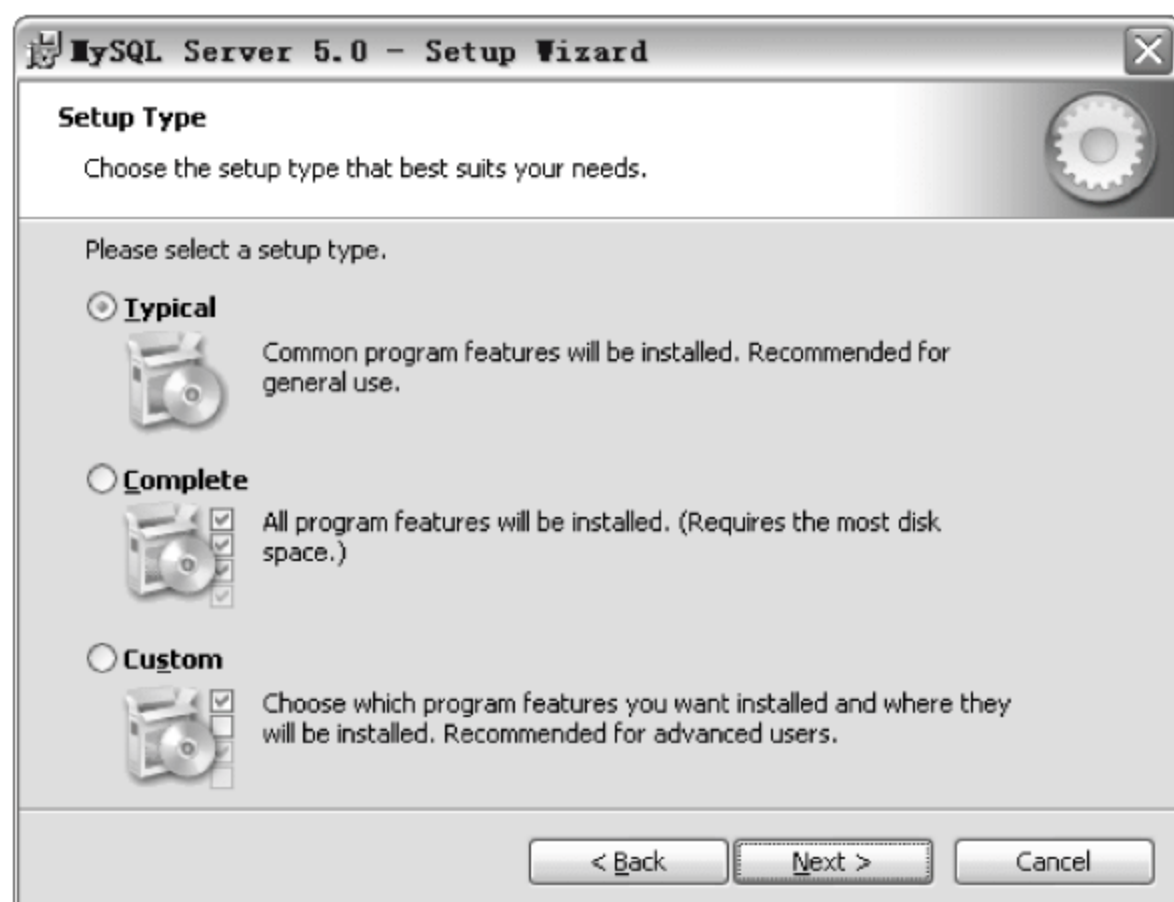 MySQL Server 5.0 - Setup Wizard
Setup Type
Choose the setup type that best suits your needs.
Please select a setup type.
Typical
Common program features will be installed. Recommended for
general use.
Complete
All program features will be installed. (Requires the most disk
space.)
Custom
Choose which program features you want installed and where they
will be installed. Recommended for advanced users.
< Back
Next >
Cancel